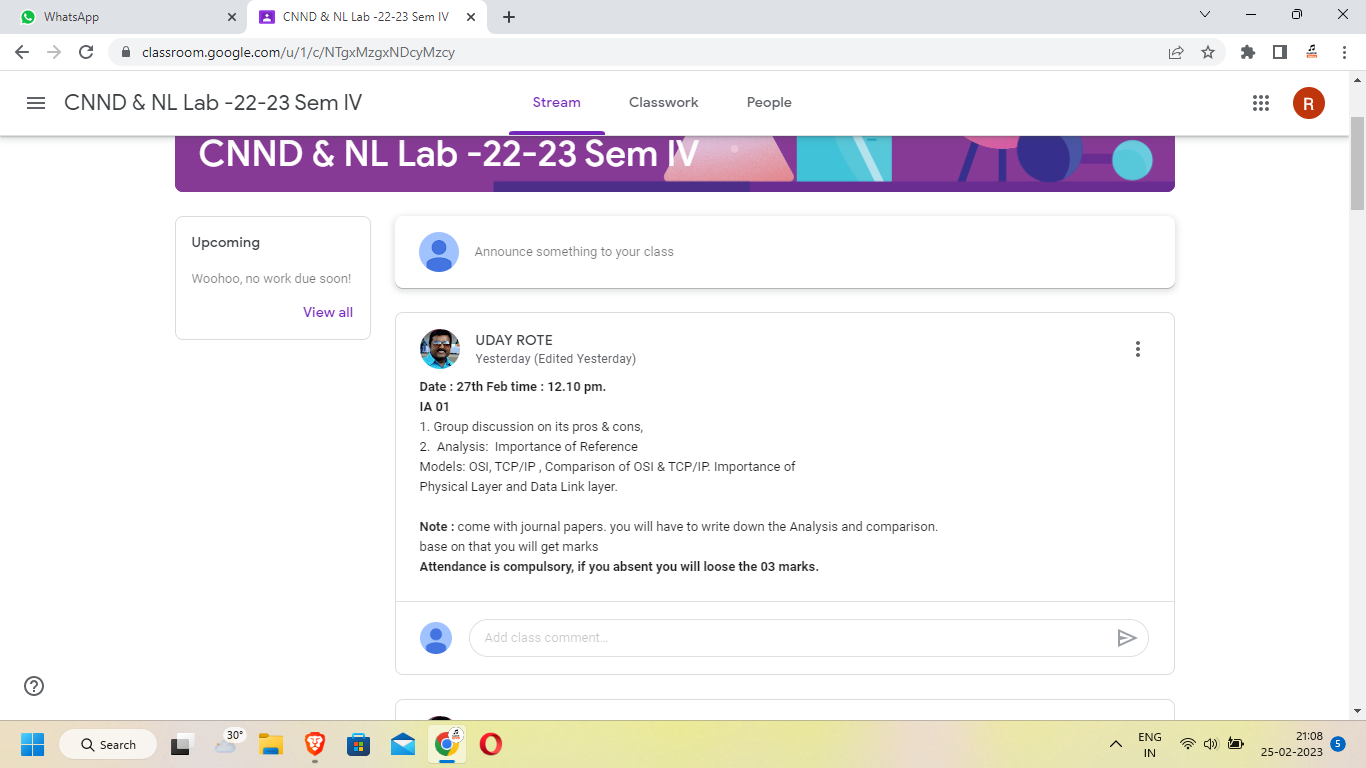 WhatsApp
CNND & NL Lab -22-23 Sem IV
classroom.google.com/u/1/c/NTgxMzgxNDcyMzcy
CNND & NL Lab -22-23 Sem IV
Stream
Classwork
People
R
CNND & NL Lab -22-23 Sem IV
Upcoming
Woohoo, no work due soon!
View all
Announce something to your class
UDAY ROTE
Yesterday (Edited Yesterday)
Date : 27th Feb time : 12.10 pm.
IA 01
1. Group discussion on its pros & cons,
2.  Analysis:  Importance of Reference
Models: OSI, TCP/IP , Comparison of OSI & TCP/IP. Importance of
Physical Layer and Data Link layer.
Note : come with journal papers. you will have to write down the Analysis and comparison.
base on that you will get marks
Attendance is compulsory, if you absent you will loose the 03 marks.
Add class comment...
Search
30°
ENG
IN
21:08
25-02-2023
5